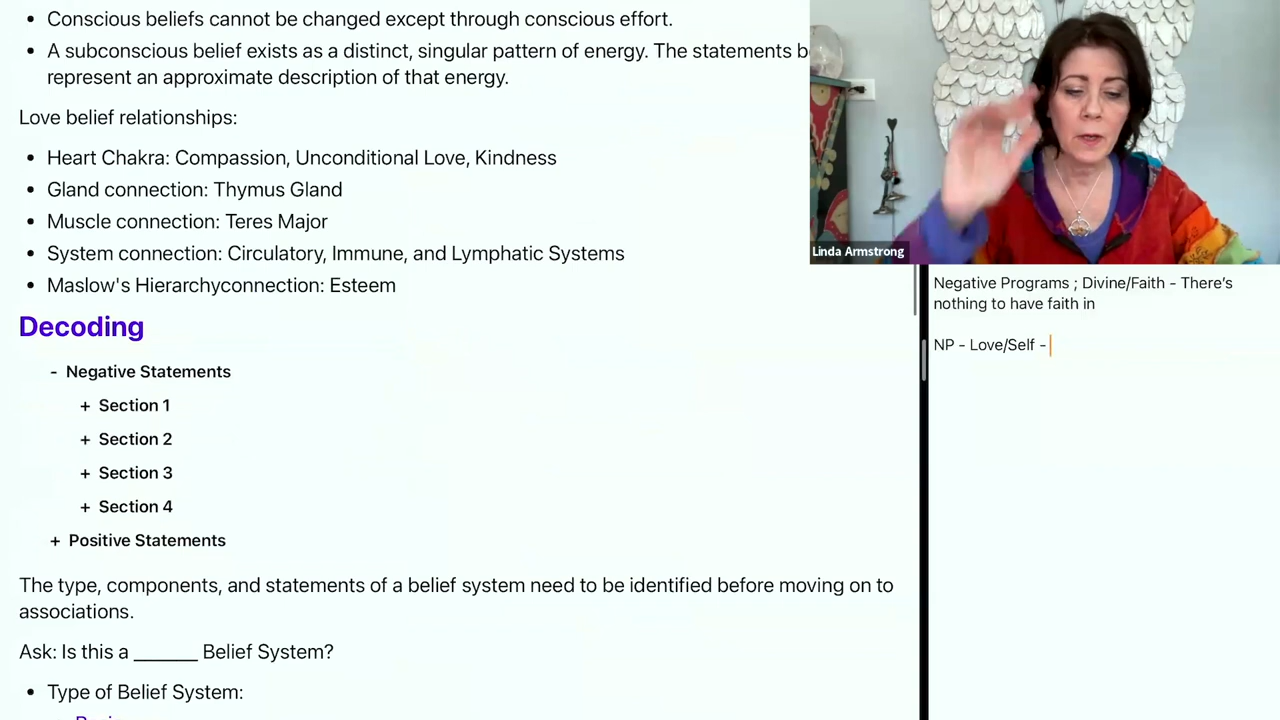 • Conscious beliefs cannot be changed except through conscious effort.
• A subconscious belief exists as a distinct, singular pattern of energy. The statements
represent an approximate description of that energy.
Love belief relationships:
• Heart Chakra: Compassion, Unconditional Love, Kindness
• Gland connection: Thymus Gland
• Muscle connection: Teres Major
• System connection: Circulatory, Immune, and Lymphatic Systems
• Maslow's Hierarchyconnection: Esteem
Decoding
- Negative Statements
+ Section 1
+ Section 2
+ Section 3
+ Section 4
+ Positive Statements
The type, components, and statements of a belief system need to be identified before moving on to
associations.
Ask: Is this a ______ Belief System?
• Type of Belief System:
Linda Armstrong
Negative Programs ; Divine/Faith - There's
nothing to have faith in
NP - Love/Self -